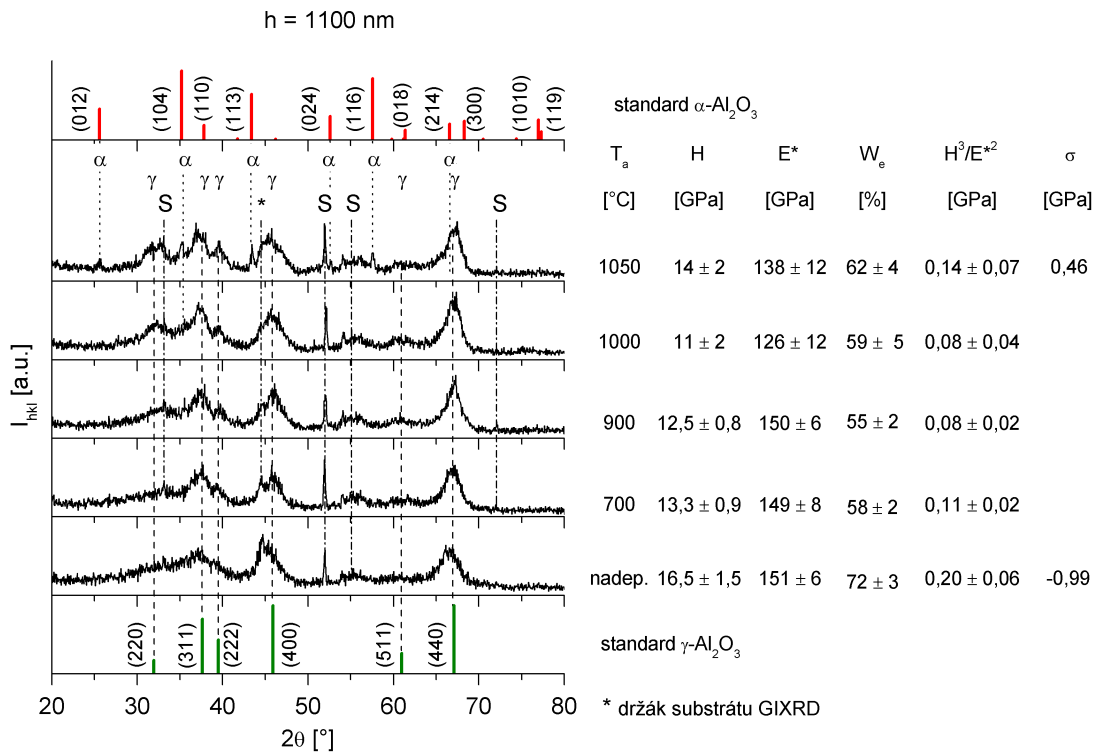 h = 1100 nm
(012) (104) (110) (113) (024) (116) (018) (214) (300) (1010) (119)
standard α-Al2O3
α α α α α α
γ γ γ γ γ γ
S * S S S
Ta H E* We H³/E*² σ
[°C] [GPa] [GPa] [%] [GPa] [GPa]
1050 14 ± 2 138 ± 12 62 ± 4 0,14 ± 0,07 0,46
1000 11 ± 2 126 ± 12 59 ± 5 0,08 ± 0,04
900 12,5 ± 0,8 150 ± 6 55 ± 2 0,08 ± 0,02
700 13,3 ± 0,9 149 ± 8 58 ± 2 0,11 ± 0,02
nadep. 16,5 ± 1,5 151 ± 6 72 ± 3 0,20 ± 0,06 -0,99
Ihkl [a.u.]
(220) (311) (222) (400) (511) (440)
standard γ-Al2O3
20 30 40 50 60 70 80
2θ [°]
* držák substrátu GIXRD